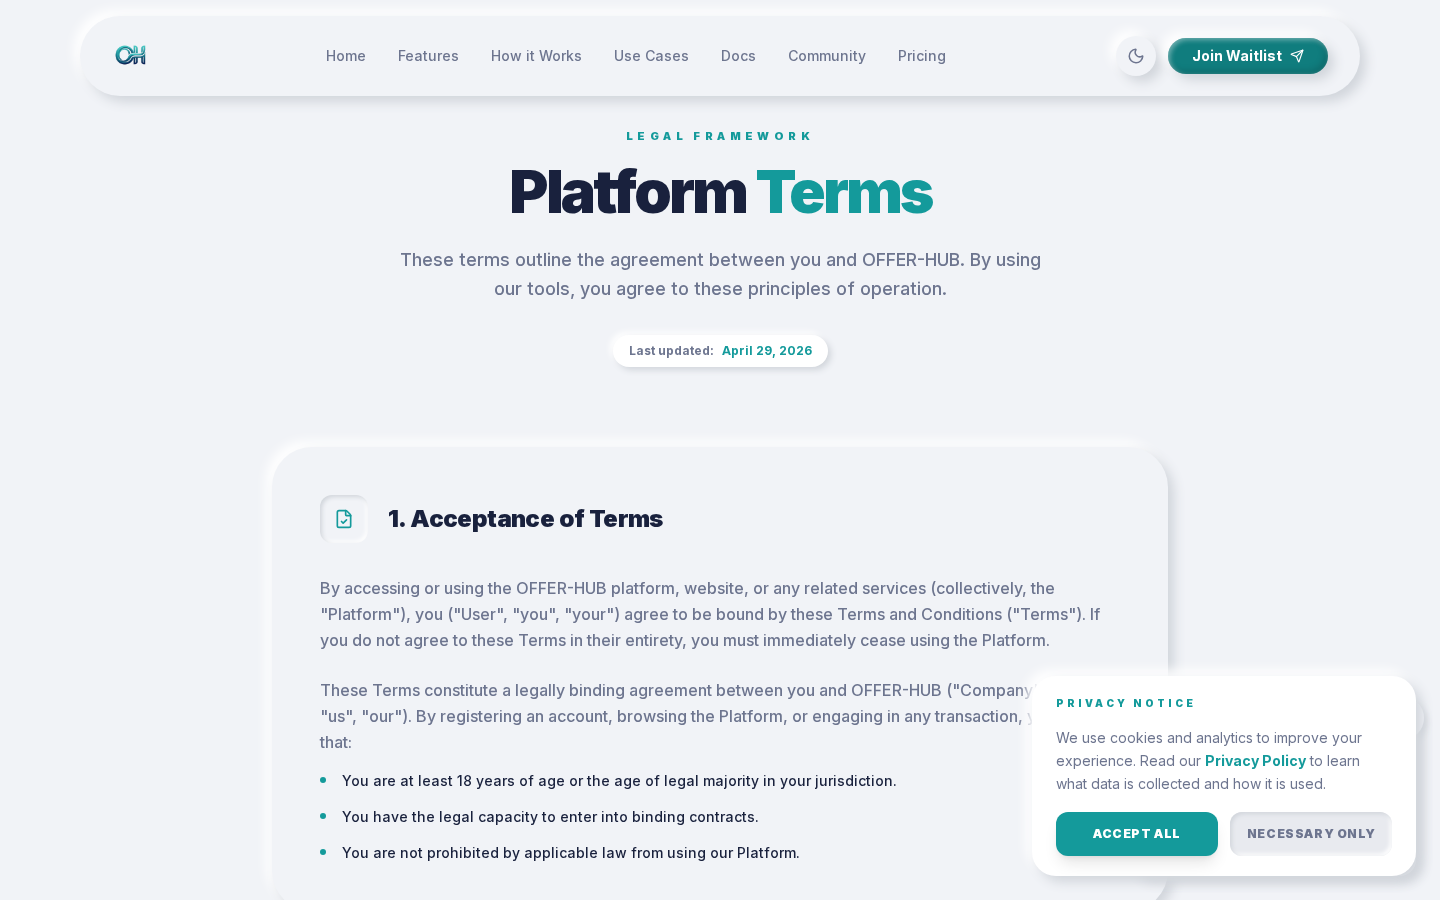 OH
Home
Features
How it Works
Use Cases
Docs
Community
Pricing
Join Waitlist
LEGAL FRAMEWORK
Platform Terms
These terms outline the agreement between you and OFFER-HUB. By using
our tools, you agree to these principles of operation.
Last updated: April 29, 2026
1. Acceptance of Terms
By accessing or using the OFFER-HUB platform, website, or any related services (collectively, the
"Platform"), you ("User", "you", "your") agree to be bound by these Terms and Conditions ("Terms"). If
you do not agree to these Terms in their entirety, you must immediately cease using the Platform.
These Terms constitute a legally binding agreement between you and OFFER-HUB ("Company
"us", "our"). By registering an account, browsing the Platform, or engaging in any transaction,
that:
You are at least 18 years of age or the age of legal majority in your jurisdiction.
You have the legal capacity to enter into binding contracts.
You are not prohibited by applicable law from using our Platform.
PRIVACY NOTICE
We use cookies and analytics to improve your
experience. Read our Privacy Policy to learn
what data is collected and how it is used.
ACCEPT ALL
NECESSARY ONLY